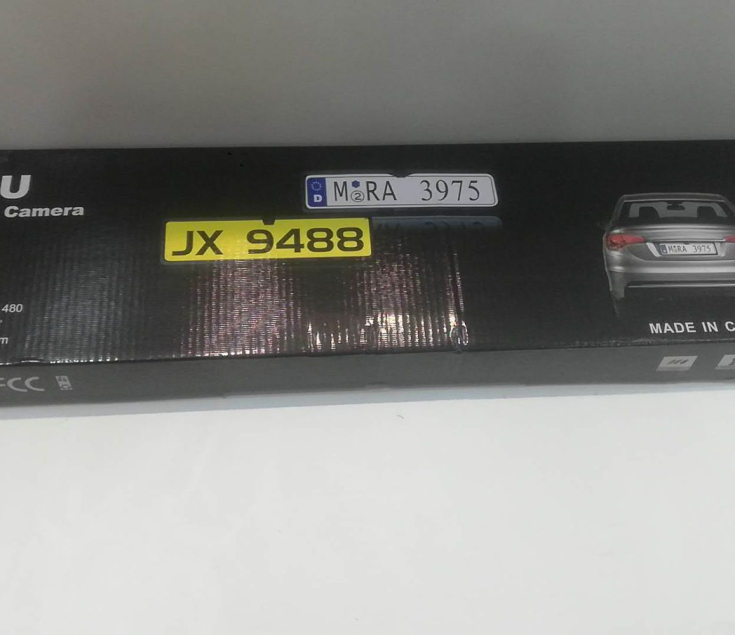 U
Camera
M RA 3975
D
JX 9488
480
m
M RA 3975
MADE IN C
FCC